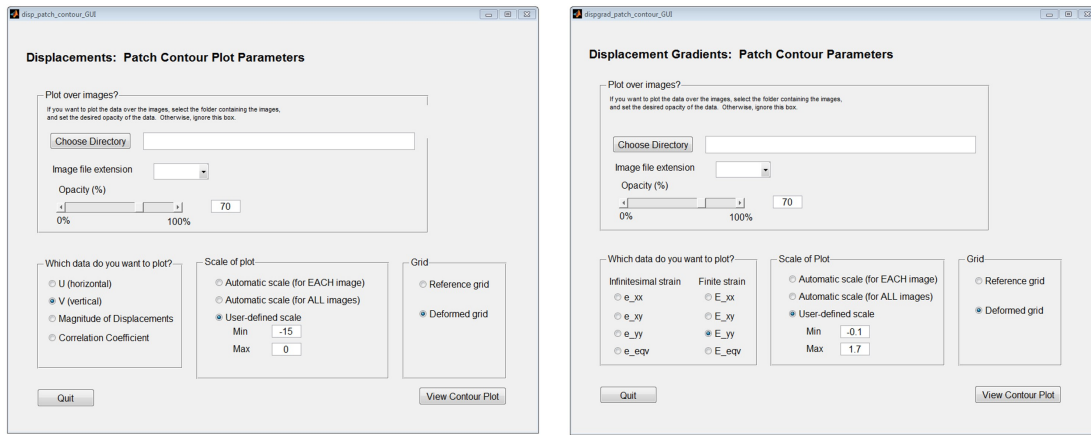 disp_patch_contour_GUI
Displacements: Patch Contour Plot Parameters
Plot over images?
If you want to plot the data over the images, select the folder containing the images,
and set the desired opacity of the data. Otherwise, ignore this box.
Choose Directory
Image file extension
Opacity (%)
70
0% 100%
Which data do you want to plot?
U (horizontal)
V (vertical)
Magnitude of Displacements
Correlation Coefficient
Scale of plot
Automatic scale (for EACH image)
Automatic scale (for ALL images)
User-defined scale
Min -15
Max 0
Grid
Reference grid
Deformed grid
Quit
View Contour Plot
dispgrad_patch_contour_GUI
Displacement Gradients: Patch Contour Parameters
Plot over images?
If you want to plot the data over the images, select the folder containing the images,
and set the desired opacity of the data. Otherwise, ignore this box.
Choose Directory
Image file extension
Opacity (%)
70
0% 100%
Which data do you want to plot?
Infinitesimal strain Finite strain
e_xx E_xx
e_xy E_xy
e_yy E_yy
e_eqv E_eqv
Scale of Plot
Automatic scale (for EACH image)
Automatic scale (for ALL images)
User-defined scale
Min -0.1
Max 1.7
Grid
Reference grid
Deformed grid
Quit
View Contour Plot